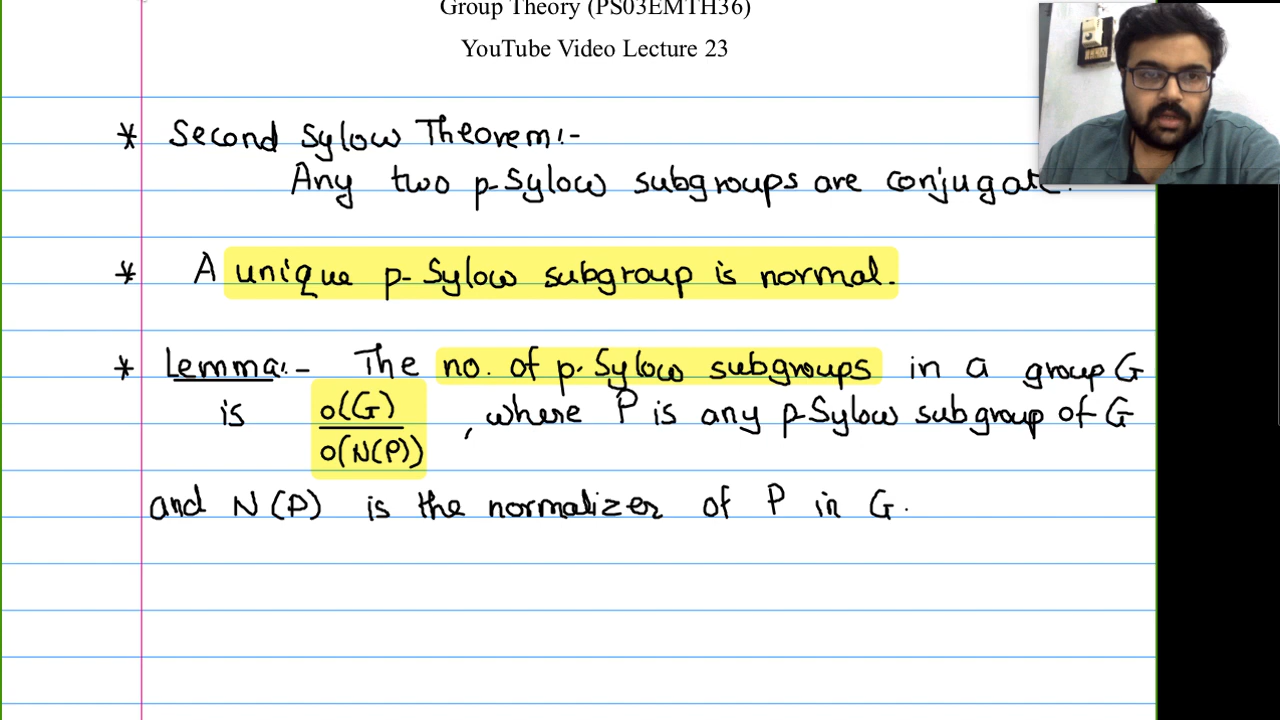 Group Theory (PS03EMTH36)
YouTube Video Lecture 23
* Second Sylow Theorem:-
Any two p-Sylow subgroups are conjugate.
* A unique p-Sylow subgroup is normal.
* Lemma:- The no. of p-Sylow subgroups in a group G
is o(G)/o(N(P)), where P is any p-Sylow subgroup of G
and N(P) is the normalizer of P in G.